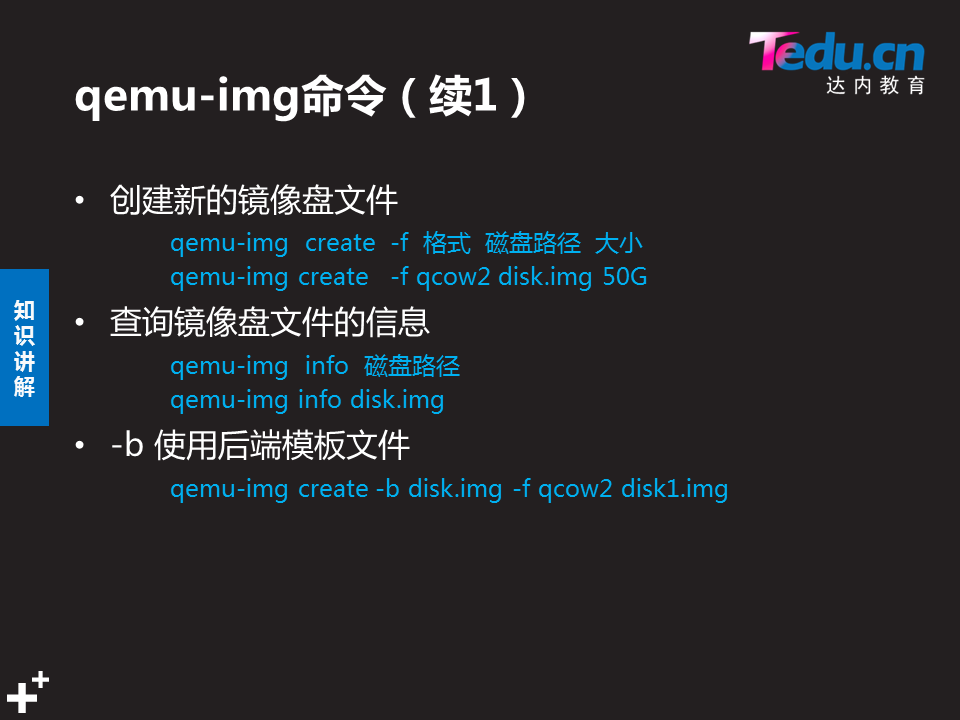 Tedu.cn
达内教育
qemu-img命令（续1）
• 创建新的镜像盘文件
qemu-img create -f 格式 磁盘路径 大小
qemu-img create -f qcow2 disk.img 50G
• 查询镜像盘文件的信息
qemu-img info 磁盘路径
qemu-img info disk.img
• -b 使用后端模板文件
qemu-img create -b disk.img -f qcow2 disk1.img
知识讲解